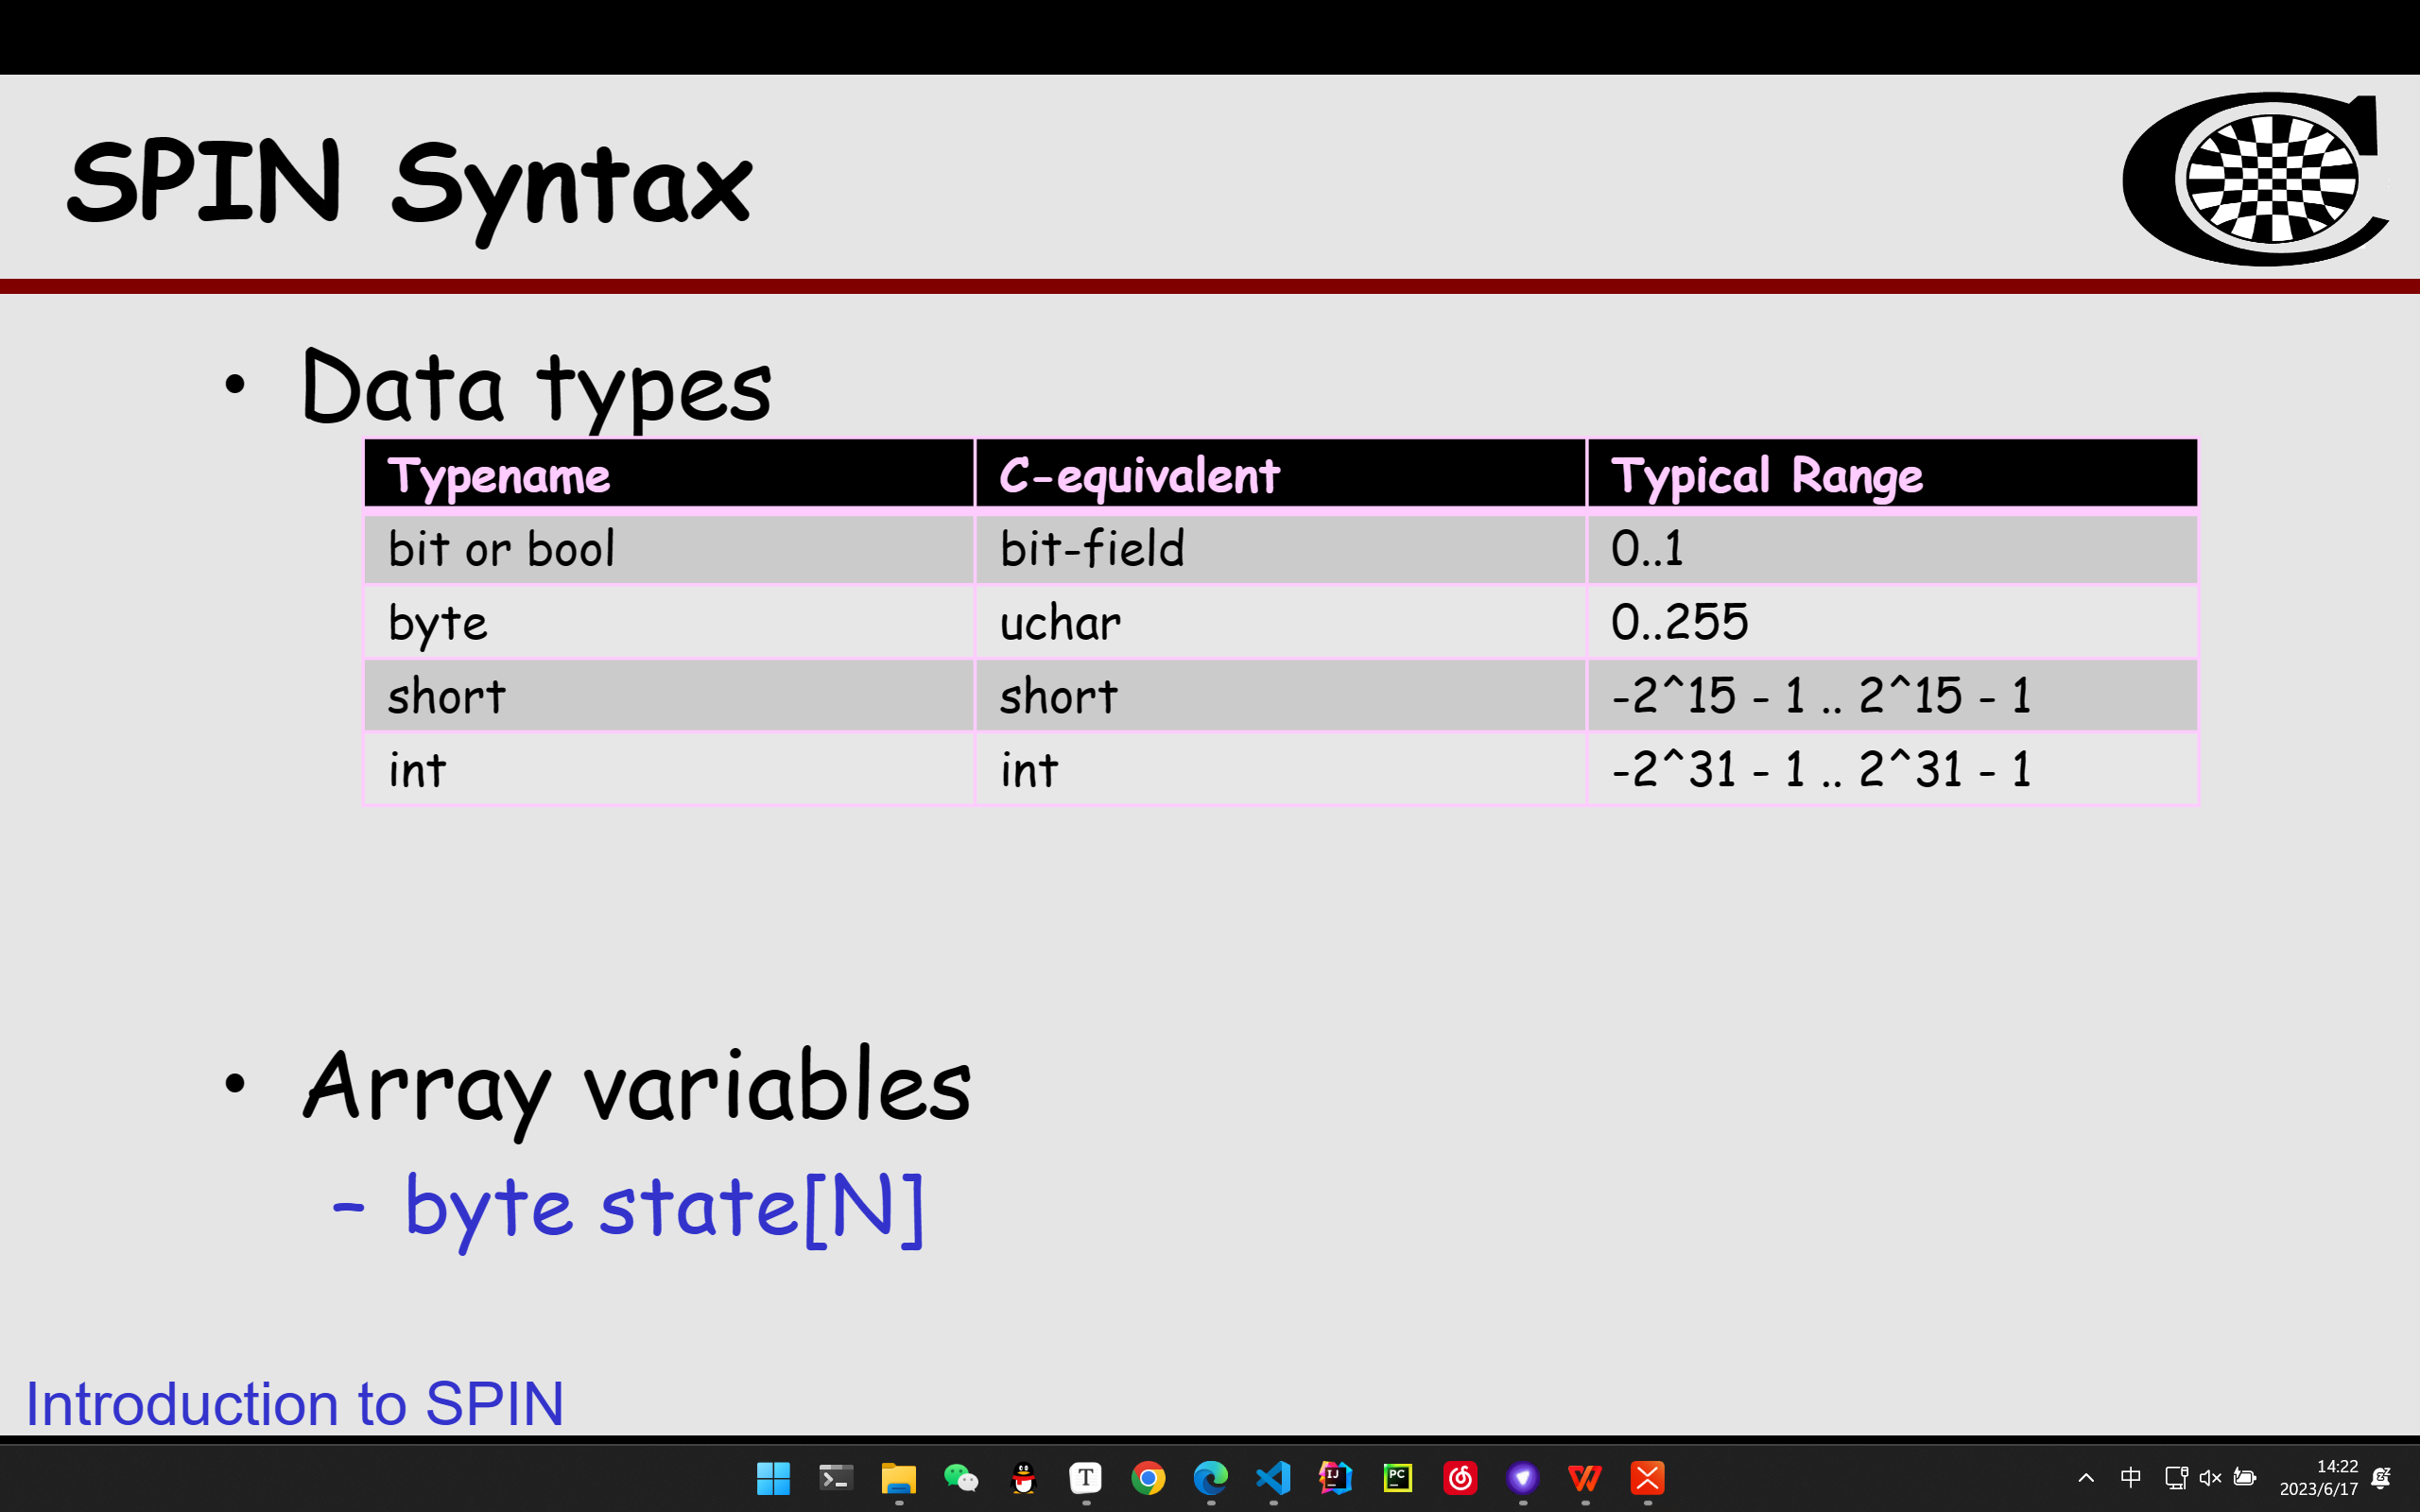 SPIN Syntax
• Data types
Typename C-equivalent Typical Range
bit or bool bit-field 0..1
byte uchar 0..255
short short -2^15 - 1 .. 2^15 - 1
int int -2^31 - 1 .. 2^31 - 1
• Array variables
- byte state[N]
Introduction to SPIN
T
IJ
PC
中
14:22
2023/6/17